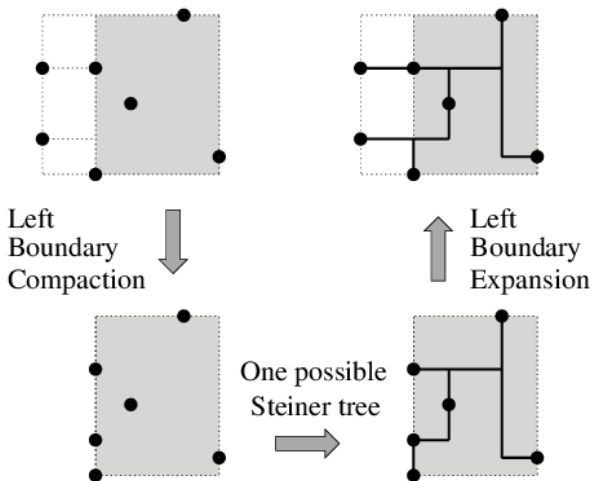 Left
Boundary
Compaction
Left
Boundary
Expansion
One possible
Steiner tree